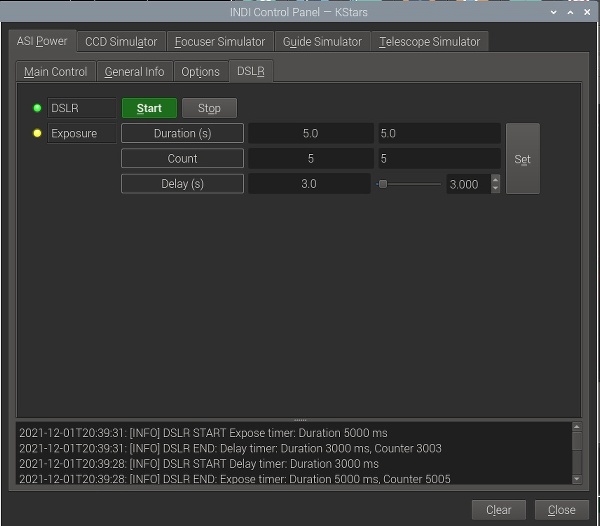 INDI Control Panel — KStars
ASI Power CCD Simulator Focuser Simulator Guide Simulator Telescope Simulator
Main Control General Info Options DSLR
DSLR Start Stop
Exposure Duration (s) 5.0 5.0
Count 5 5
Set
Delay (s) 3.0 3.000
2021-12-01T20:39:31: [INFO] DSLR START Expose timer: Duration 5000 ms
2021-12-01T20:39:31: [INFO] DSLR END: Delay timer: Duration 3000 ms, Counter 3003
2021-12-01T20:39:28: [INFO] DSLR START Delay timer: Duration 3000 ms
2021-12-01T20:39:28: [INFO] DSLR END: Expose timer: Duration 5000 ms, Counter 5005
Clear Close